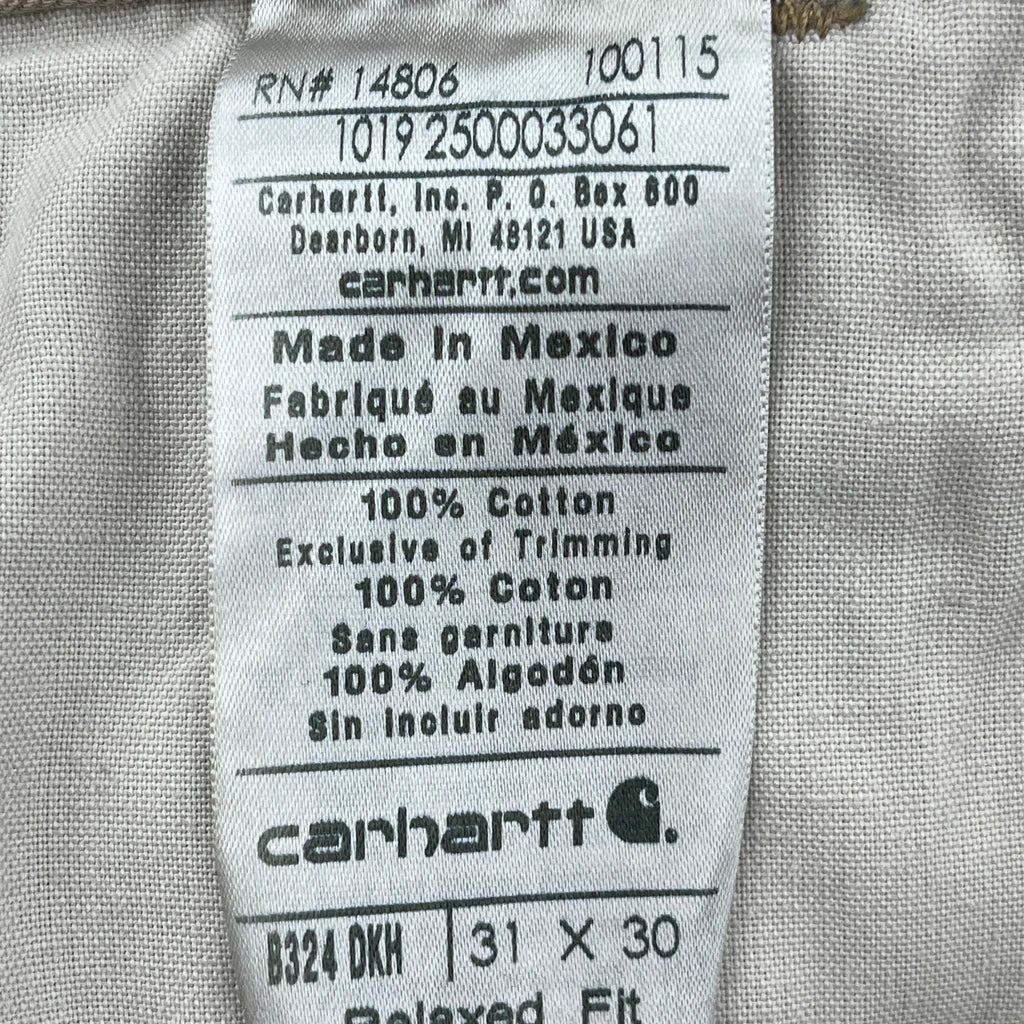 RN# 14806 100115
1019 2500033061
Carhartt, Inc. P. O. Box 600
Dearborn, MI 48121 USA
carhartt.com
Made In Mexico
Fabriqué au Mexique
Hecho en México
100% Cotton
Exclusive of Trimming
100% Coton
Sans garniture
100% Algodón
Sin incluir adorno
carhartt
B324 DKH 31 X 30
Relaxed Fit